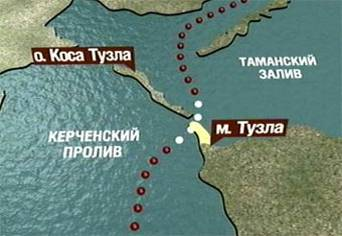 о. Коса Тузла
ТАМАНСКИЙ
ЗАЛИВ
КЕРЧЕНСКИЙ
ПРОЛИВ
м. Тузла